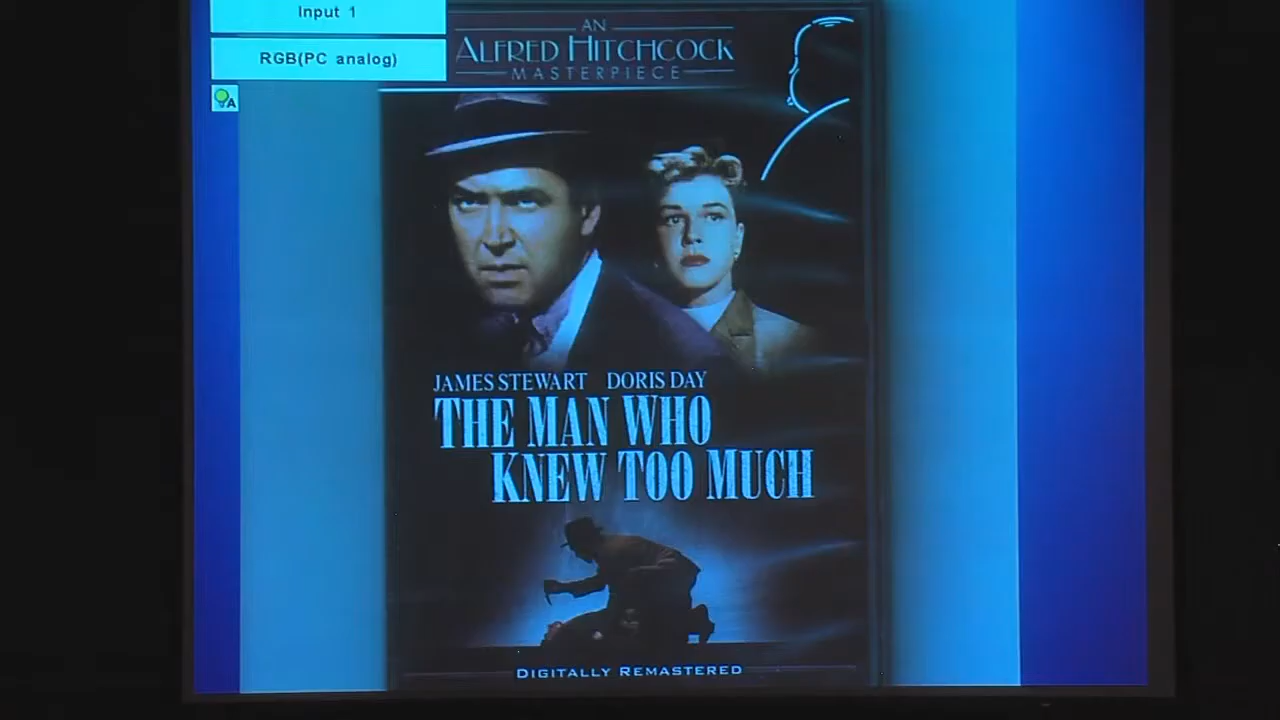 Input 1
RGB(PC analog)
A
AN
ALFRED HITCHCOCK
MASTERPIECE
JAMES STEWART DORIS DAY
THE MAN WHO
KNEW TOO MUCH
DIGITALLY REMASTERED